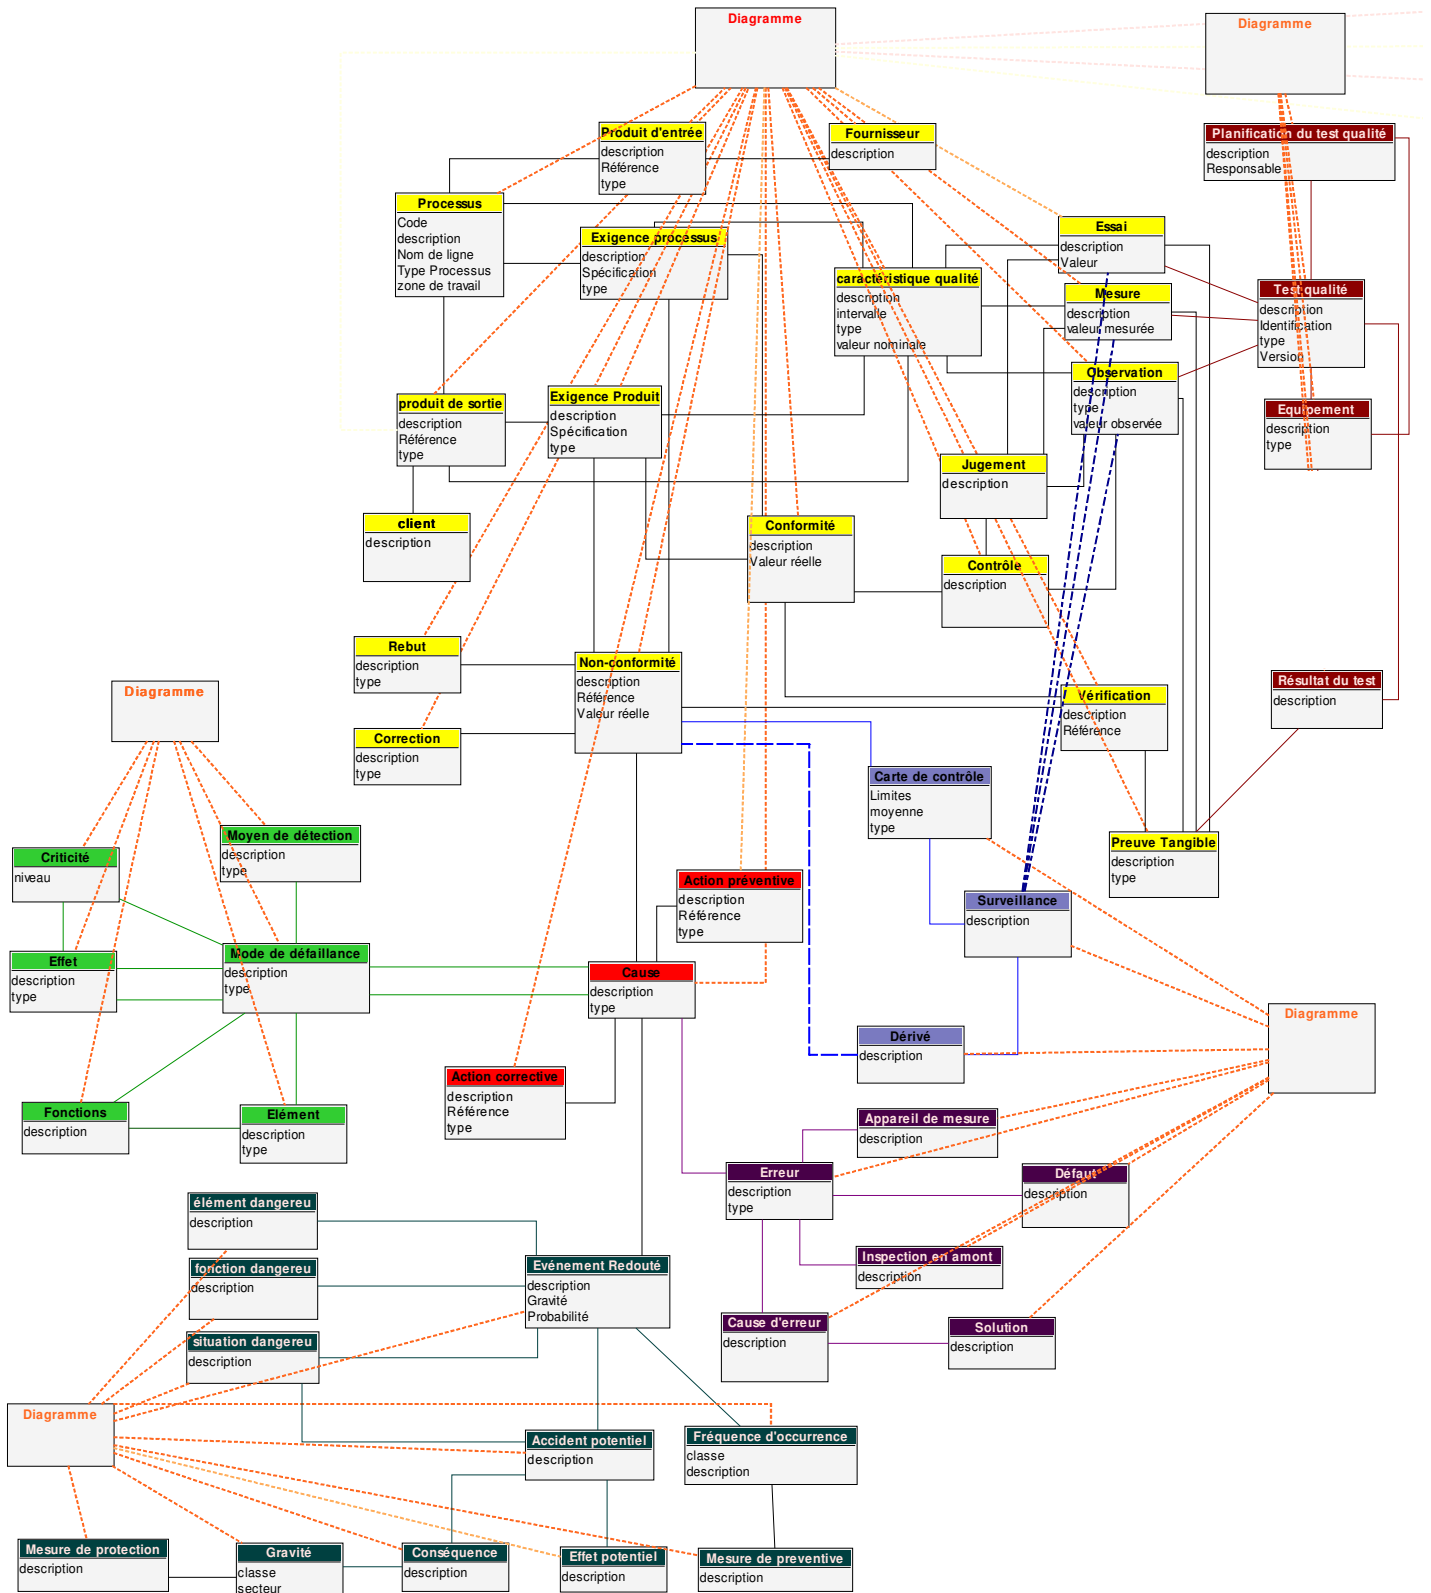 Diagramme
Diagramme
Produit d'entrée
description
Référence
type
Fournisseur
description
Planification du test qualité
description
Responsable
Processus
Code
description
Nom de ligne
Type Processus
zone de travail
Exigence processus
description
Spécification
type
Essai
description
Valeur
caractéristique qualité
description
intervalle
type
valeur nominale
Mesure
description
valeur mesurée
Test qualité
description
Identification
type
Version
Observation
description
type
valeur observée
produit de sortie
description
Référence
type
Exigence Produit
description
Spécification
type
Equipement
description
type
Jugement
description
client
description
Conformité
description
Valeur réelle
Contrôle
description
Rebut
description
type
Non-conformité
description
Référence
Valeur réelle
Vérification
description
Référence
Résultat du test
description
Diagramme
Correction
description
type
Carte de contrôle
Limites
moyenne
type
Moyen de détection
description
type
Criticité
niveau
Preuve Tangible
description
type
Action préventive
description
Référence
type
Surveillance
description
Effet
description
type
Mode de défaillance
description
type
Cause
description
type
Diagramme
Dérivé
description
Action corrective
description
Référence
type
Fonctions
description
Elément
description
type
Appareil de mesure
description
Erreur
description
type
Défaut
description
élément dangereu
description
fonction dangereu
description
Evénement Redouté
description
Gravité
Probabilité
Inspection en amont
description
situation dangereu
description
Cause d'erreur
description
Solution
description
Diagramme
Accident potentiel
description
Fréquence d'occurrence
classe
description
Mesure de protection
description
Gravité
classe
secteur
Conséquence
description
Effet potentiel
description
Mesure de preventive
description